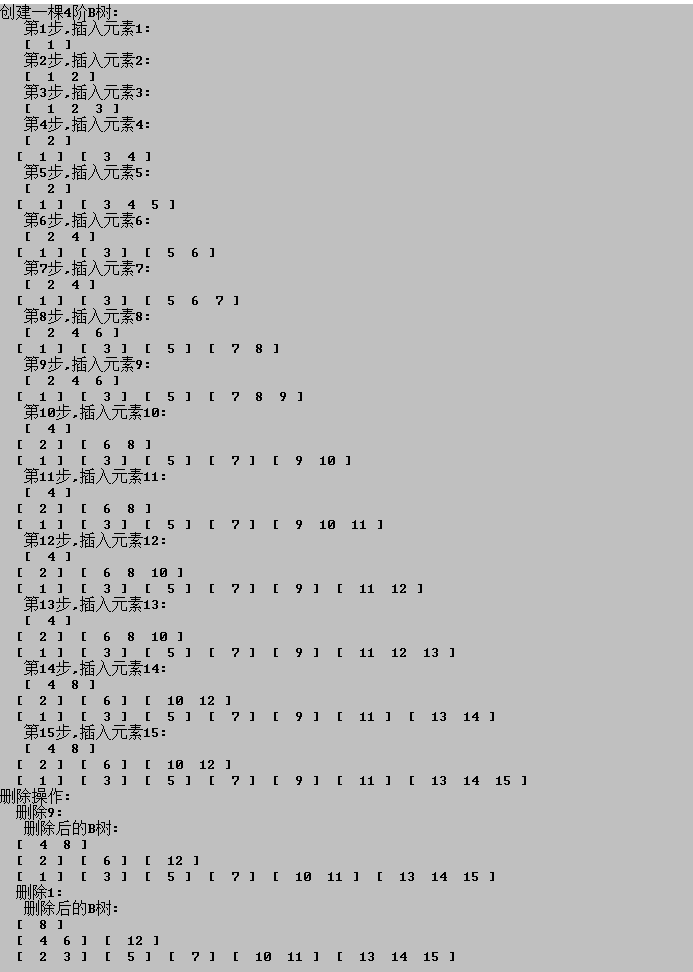 创建一棵4阶B树:
第1步,插入元素1:
[ 1 ]
第2步,插入元素2:
[ 1 2 ]
第3步,插入元素3:
[ 1 2 3 ]
第4步,插入元素4:
[ 2 ]
[ 1 ] [ 3 4 ]
第5步,插入元素5:
[ 2 ]
[ 1 ] [ 3 4 5 ]
第6步,插入元素6:
[ 2 4 ]
[ 1 ] [ 3 ] [ 5 6 ]
第7步,插入元素7:
[ 2 4 ]
[ 1 ] [ 3 ] [ 5 6 7 ]
第8步,插入元素8:
[ 2 4 6 ]
[ 1 ] [ 3 ] [ 5 ] [ 7 8 ]
第9步,插入元素9:
[ 2 4 6 ]
[ 1 ] [ 3 ] [ 5 ] [ 7 8 9 ]
第10步,插入元素10:
[ 4 ]
[ 2 ] [ 6 8 ]
[ 1 ] [ 3 ] [ 5 ] [ 7 ] [ 9 10 ]
第11步,插入元素11:
[ 4 ]
[ 2 ] [ 6 8 ]
[ 1 ] [ 3 ] [ 5 ] [ 7 ] [ 9 10 11 ]
第12步,插入元素12:
[ 4 ]
[ 2 ] [ 6 8 10 ]
[ 1 ] [ 3 ] [ 5 ] [ 7 ] [ 9 ] [ 11 12 ]
第13步,插入元素13:
[ 4 ]
[ 2 ] [ 6 8 10 ]
[ 1 ] [ 3 ] [ 5 ] [ 7 ] [ 9 ] [ 11 12 13 ]
第14步,插入元素14:
[ 4 8 ]
[ 2 ] [ 6 ] [ 10 12 ]
[ 1 ] [ 3 ] [ 5 ] [ 7 ] [ 9 ] [ 11 ] [ 13 14 ]
第15步,插入元素15:
[ 4 8 ]
[ 2 ] [ 6 ] [ 10 12 ]
[ 1 ] [ 3 ] [ 5 ] [ 7 ] [ 9 ] [ 11 ] [ 13 14 15 ]
删除操作:
删除9:
删除后的B树:
[ 4 8 ]
[ 2 ] [ 6 ] [ 12 ]
[ 1 ] [ 3 ] [ 5 ] [ 7 ] [ 10 11 ] [ 13 14 15 ]
删除1:
删除后的B树:
[ 8 ]
[ 4 6 ] [ 12 ]
[ 2 3 ] [ 5 ] [ 7 ] [ 10 11 ] [ 13 14 15 ]